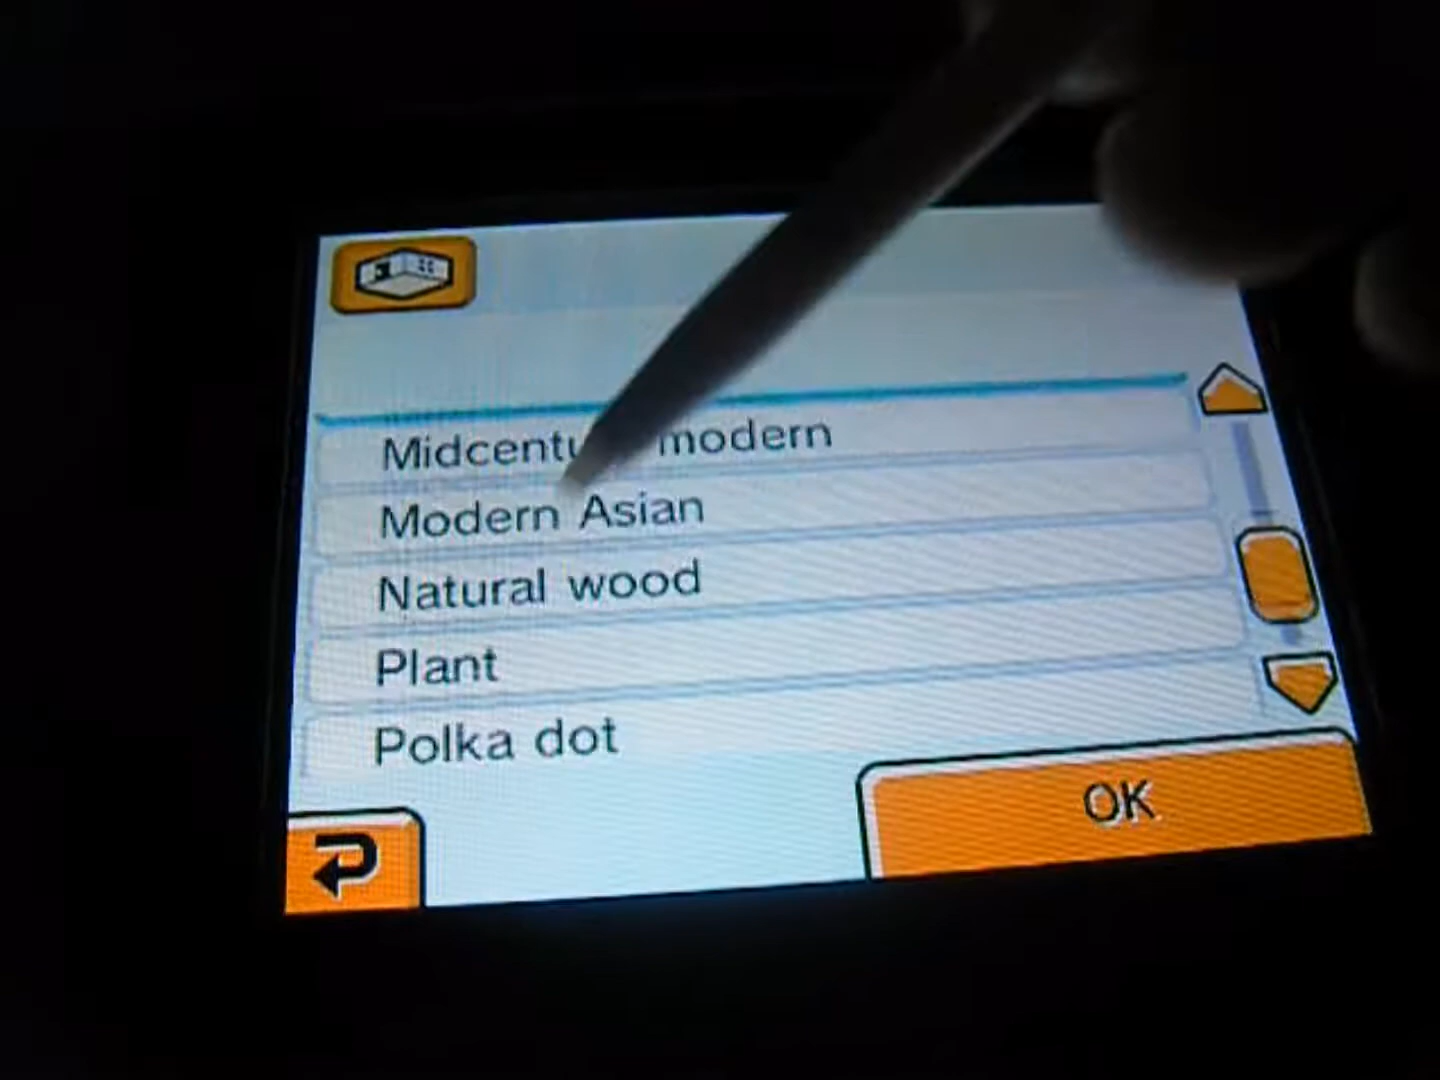 Midcentu modern
Modern Asian
Natural wood
Plant
Polka dot
OK